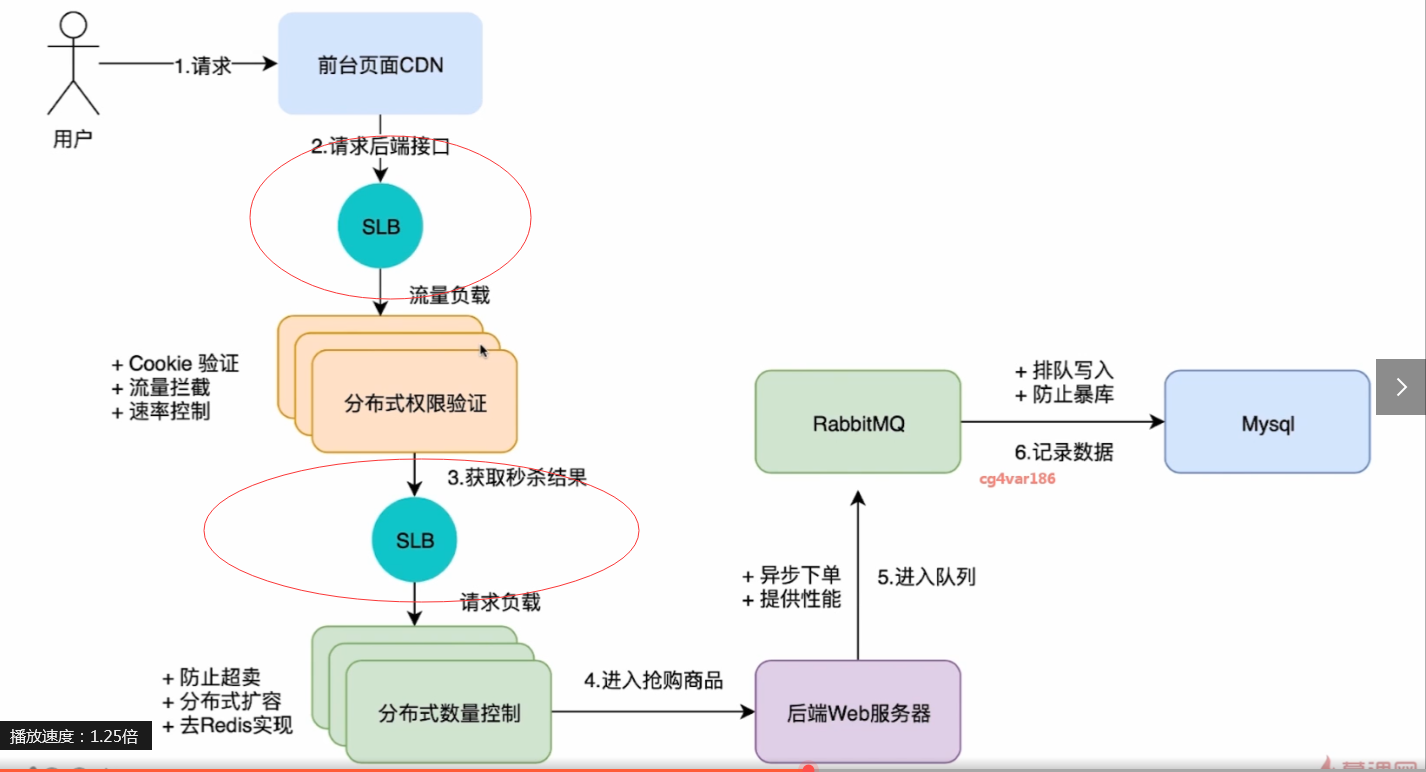 1.请求
前台页面CDN
用户
2.请求后端接口
SLB
流量负载
+ Cookie 验证
+ 流量拦截
+ 速率控制
分布式权限验证
3.获取秒杀结果
SLB
请求负载
+ 防止超卖
+ 分布式扩容
+ 去Redis实现
分布式数量控制
4.进入抢购商品
后端Web服务器
+ 异步下单
+ 提供性能
5.进入队列
RabbitMQ
+ 排队写入
+ 防止暴库
6.记录数据
cg4var186
Mysql
播放速度：1.25倍